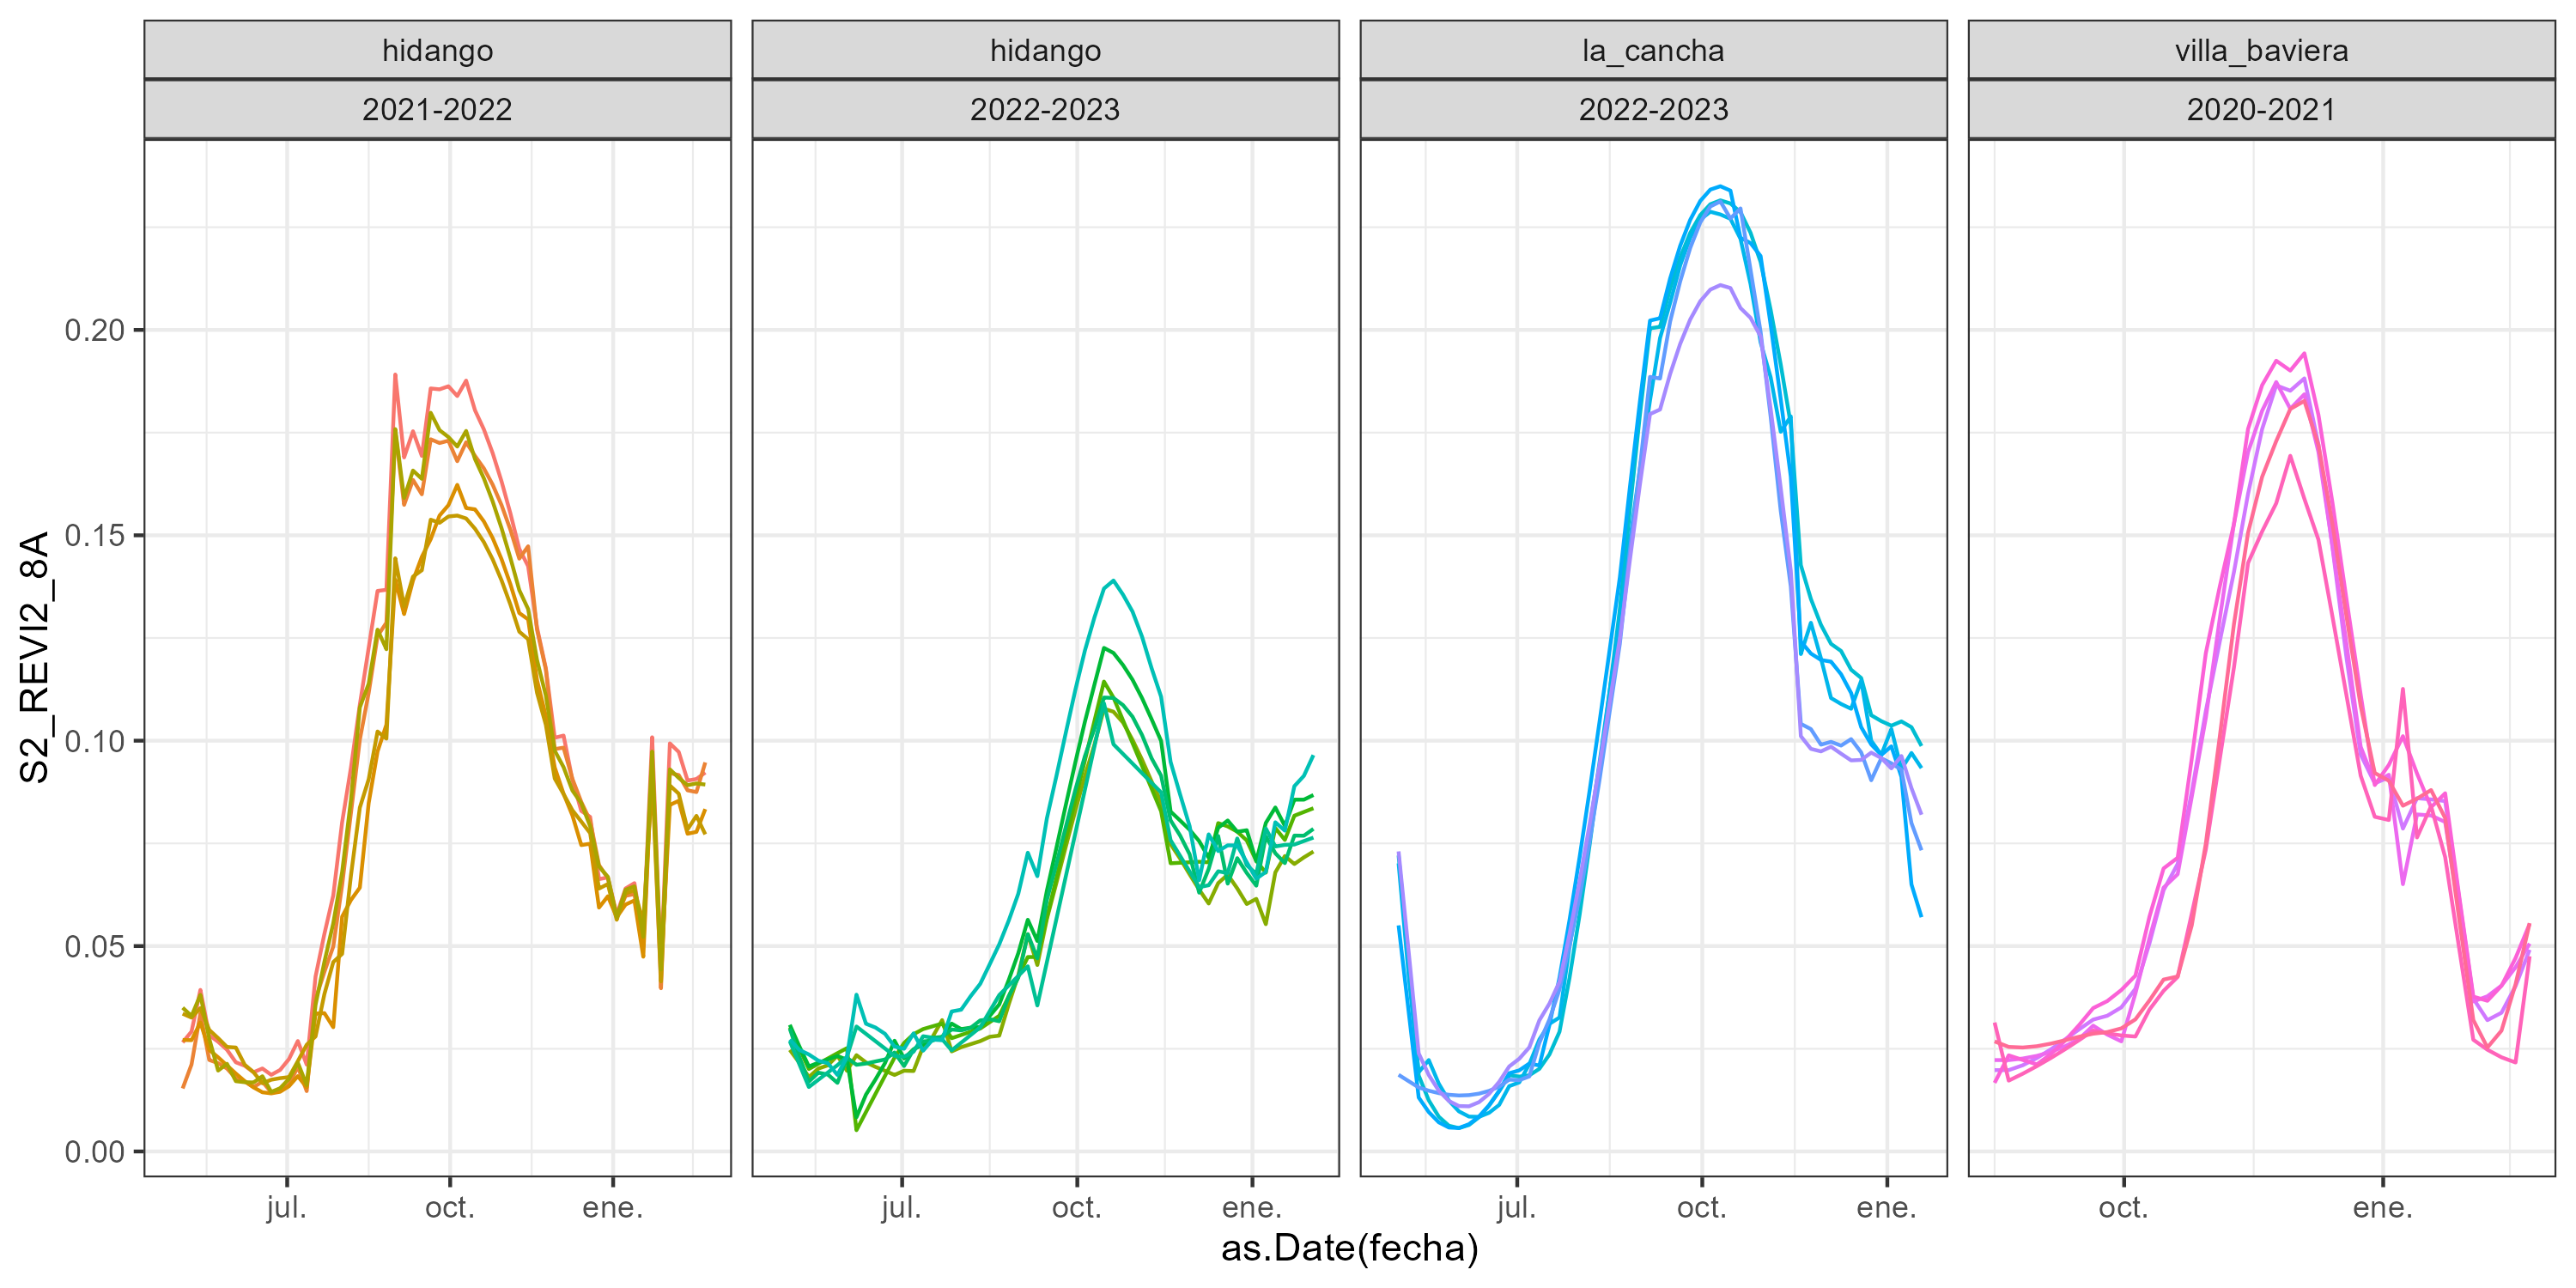 hidango
hidango
la_cancha
villa_baviera
2021-2022
2022-2023
2022-2023
2020-2021
S2_REVI2_8A
0.20
0.15
0.10
0.05
0.00
jul.
oct.
ene.
jul.
oct.
ene.
jul.
oct.
ene.
oct.
ene.
as.Date(fecha)